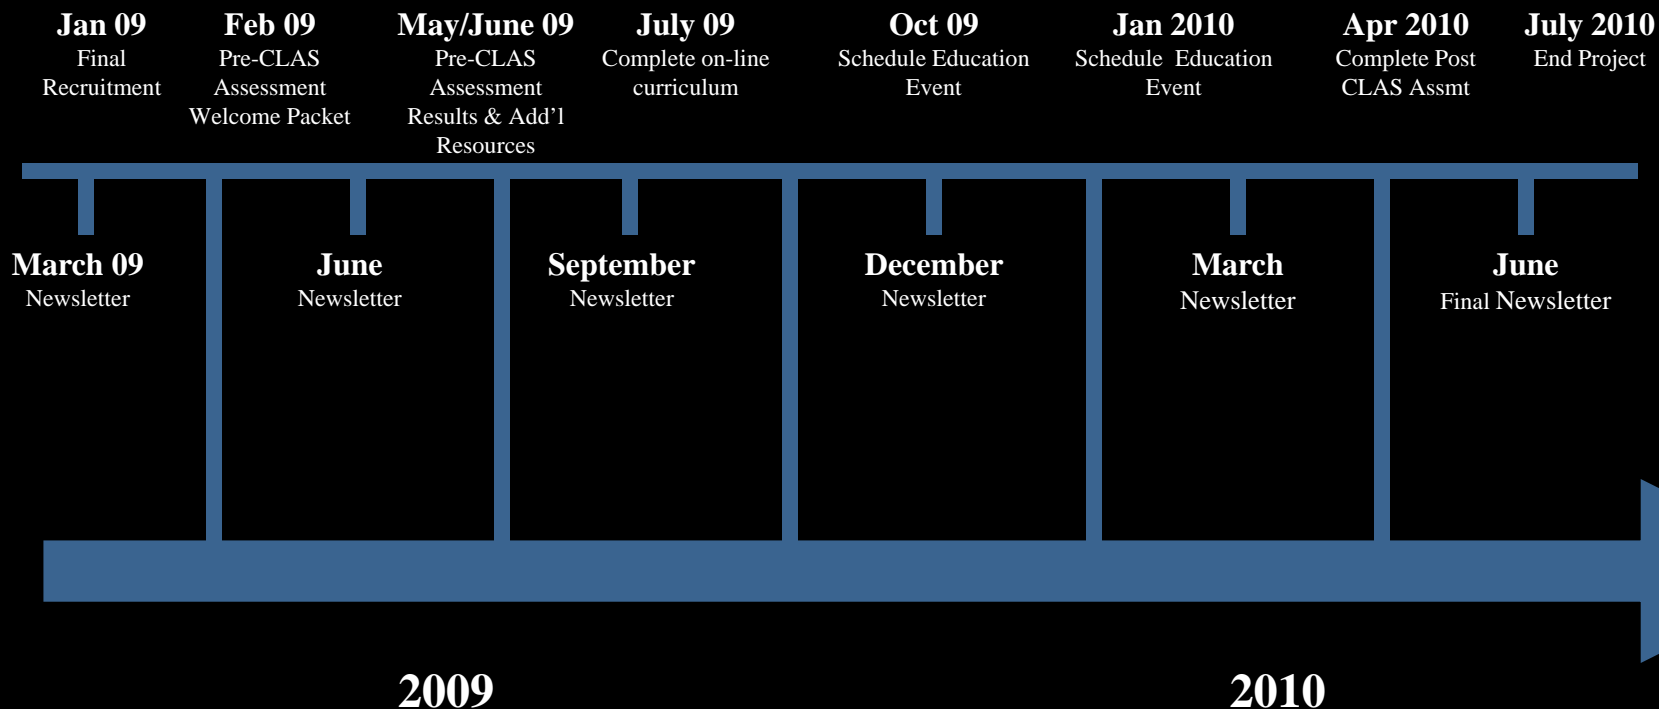 Jan 09
Final
Recruitment
Feb 09
Pre-CLAS
Assessment
Welcome Packet
May/June 09
Pre-CLAS
Assessment
Results & Add’l
Resources
July 09
Complete on-line
curriculum
Oct 09
Schedule Education
Event
Jan 2010
Schedule Education
Event
Apr 2010
Complete Post
CLAS Assmt
July 2010
End Project
March 09
Newsletter
June
Newsletter
September
Newsletter
December
Newsletter
March
Newsletter
June
Final Newsletter
2009
2010